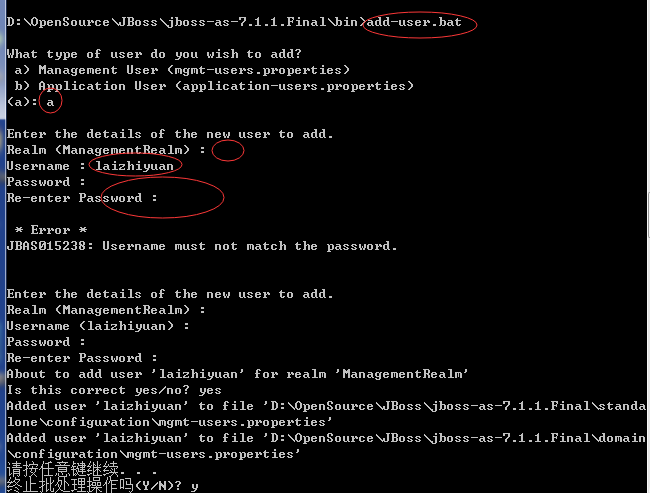 D:\OpenSource\JBoss\jboss-as-7.1.1.Final\bin>add-user.bat
What type of user do you wish to add?
a) Management User (mgmt-users.properties)
b) Application User (application-users.properties)
(a): a
Enter the details of the new user to add.
Realm (ManagementRealm) :
Username : laizhiyuan
Password :
Re-enter Password :
* Error *
JBAS015238: Username must not match the password.
Enter the details of the new user to add.
Realm (ManagementRealm) :
Username (laizhiyuan) :
Password :
Re-enter Password :
About to add user 'laizhiyuan' for realm 'ManagementRealm'
Is this correct yes/no? yes
Added user 'laizhiyuan' to file 'D:\OpenSource\JBoss\jboss-as-7.1.1.Final\standa
lone\configuration\mgmt-users.properties'
Added user 'laizhiyuan' to file 'D:\OpenSource\JBoss\jboss-as-7.1.1.Final\domain
\configuration\mgmt-users.properties'
请按任意键继续. . .
终止批处理操作吗(Y/N)? y